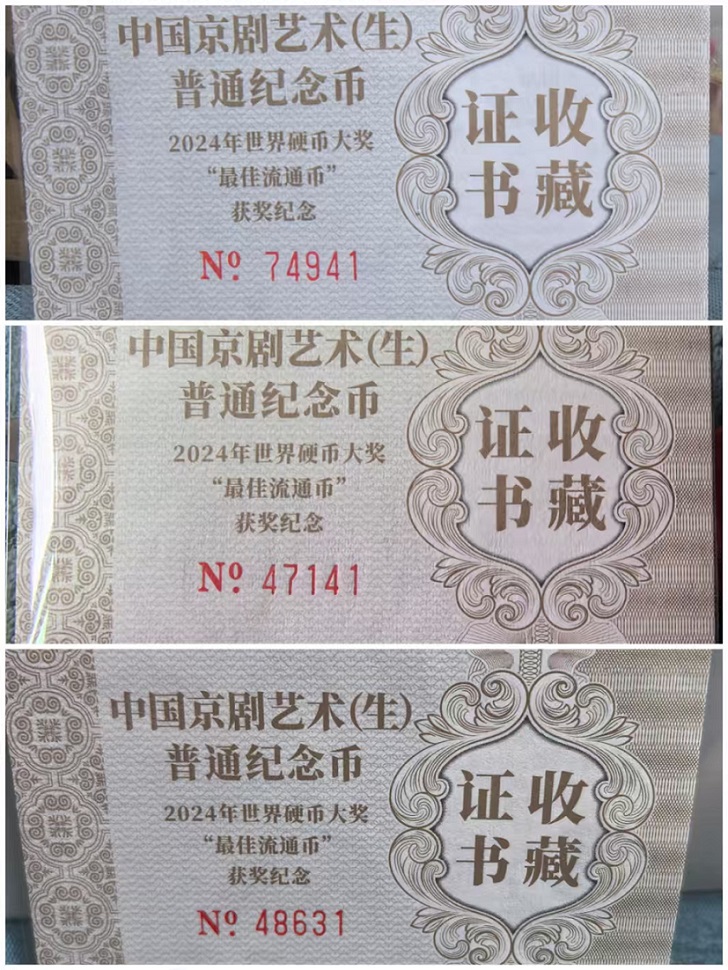 中国京剧艺术(生)
普通纪念币
2024年世界硬币大奖
“最佳流通币”
获奖纪念
Nº 74941
收藏
证书
中国京剧艺术(生)
普通纪念币
2024年世界硬币大奖
“最佳流通币”
获奖纪念
Nº 47141
收藏
证书
中国京剧艺术(生)
普通纪念币
2024年世界硬币大奖
“最佳流通币”
获奖纪念
Nº 48631
收藏
证书